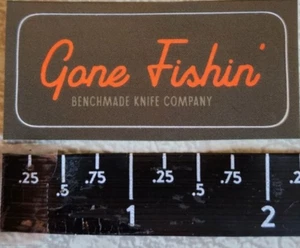 Gone Fishin'
BENCHMADE KNIFE COMPANY
.25 .5 .75 1 .25 .5 .75 2 .2